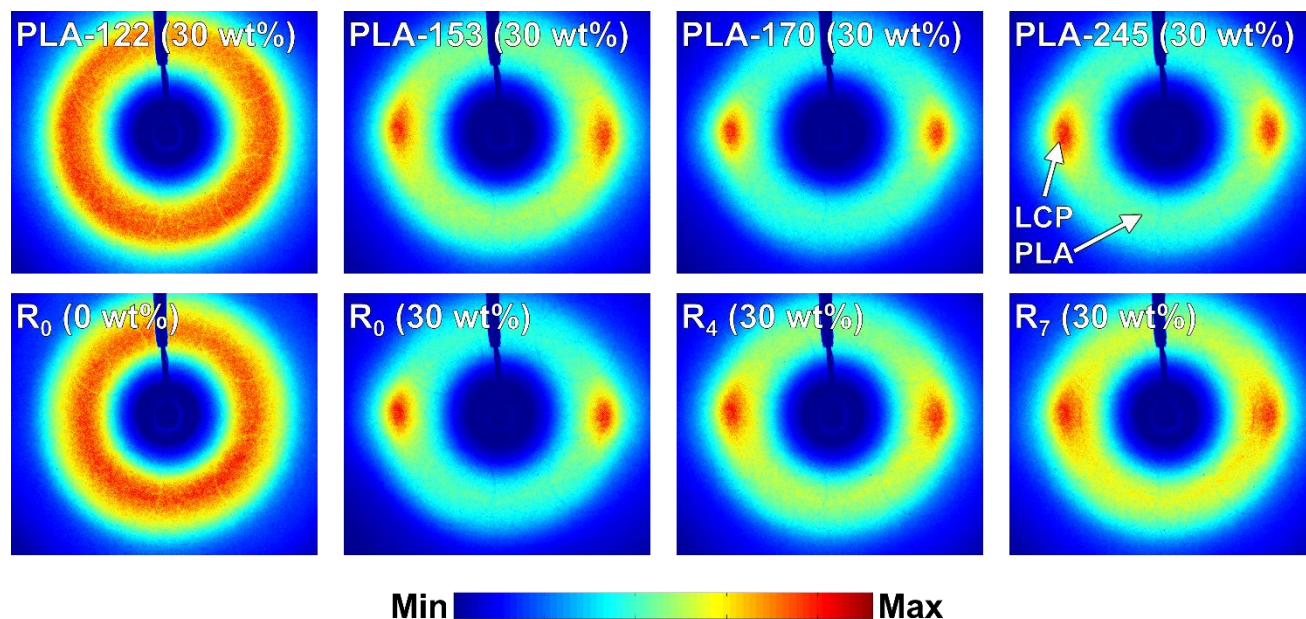 PLA-122 (30 wt%)
PLA-153 (30 wt%)
PLA-170 (30 wt%)
PLA-245 (30 wt%)
LCP
PLA
R₀ (0 wt%)
R₀ (30 wt%)
R₄ (30 wt%)
R₇ (30 wt%)
Min
Max